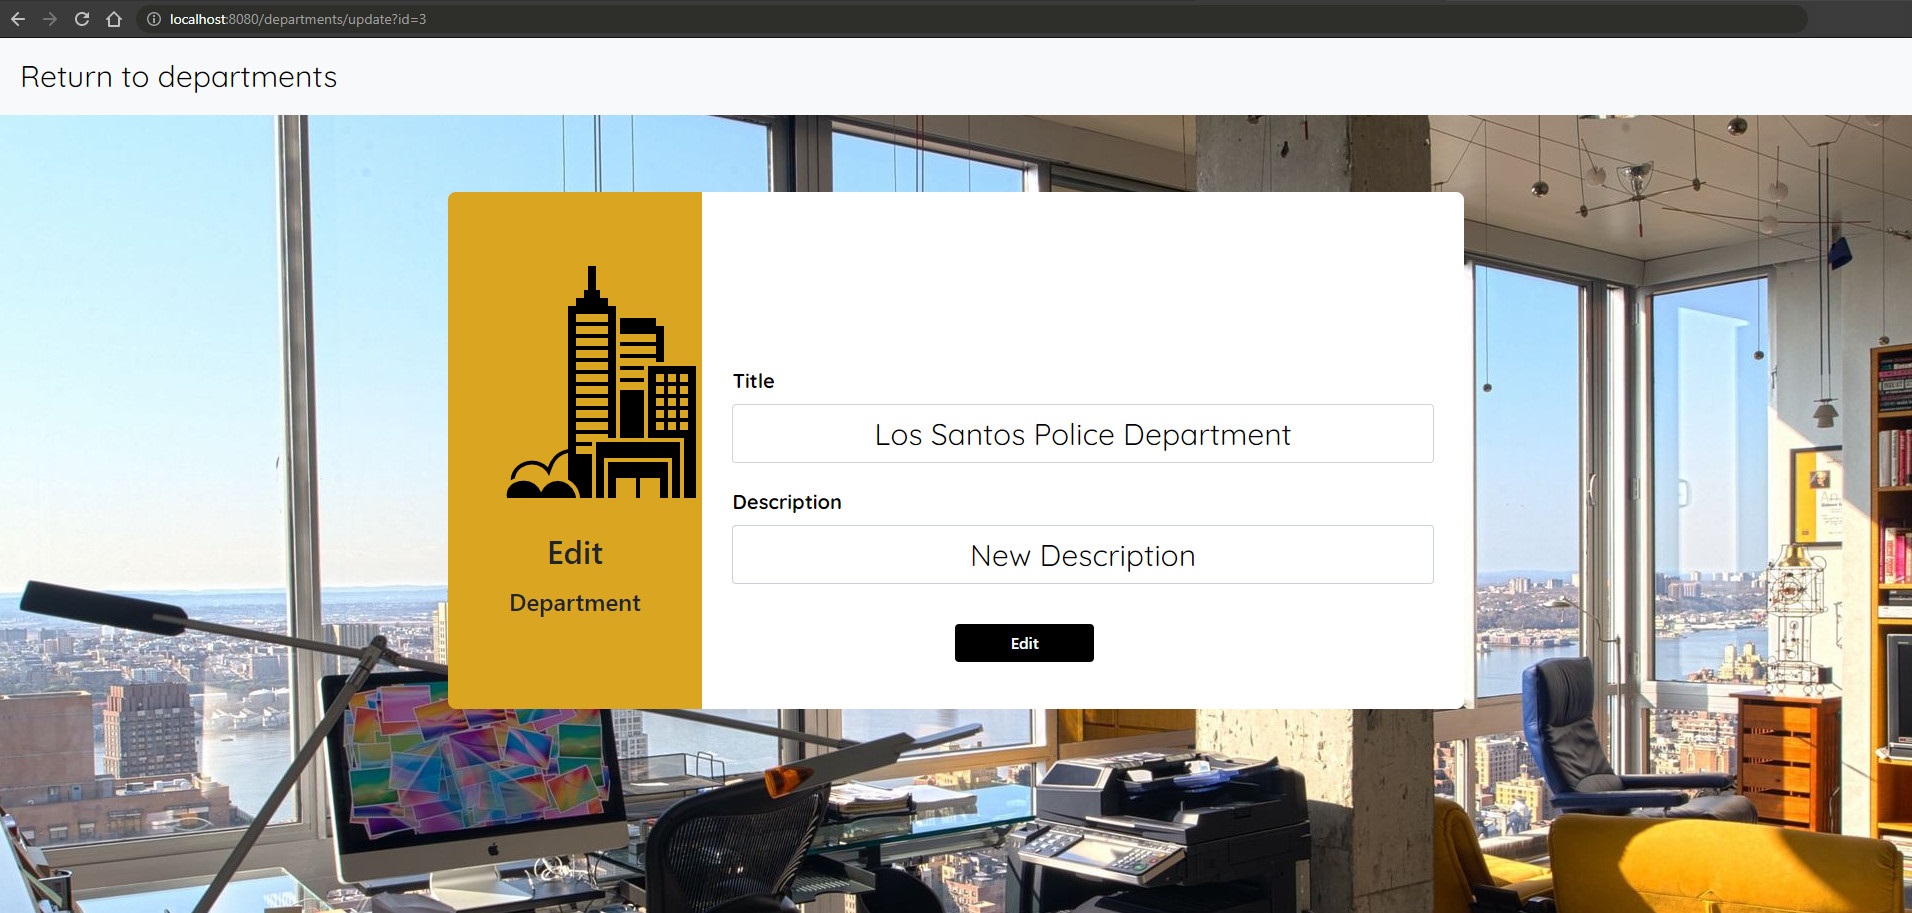 localhost:8080/departments/update?id=3
Return to departments
Title
Los Santos Police Department
Description
New Description
Edit
Department
Edit